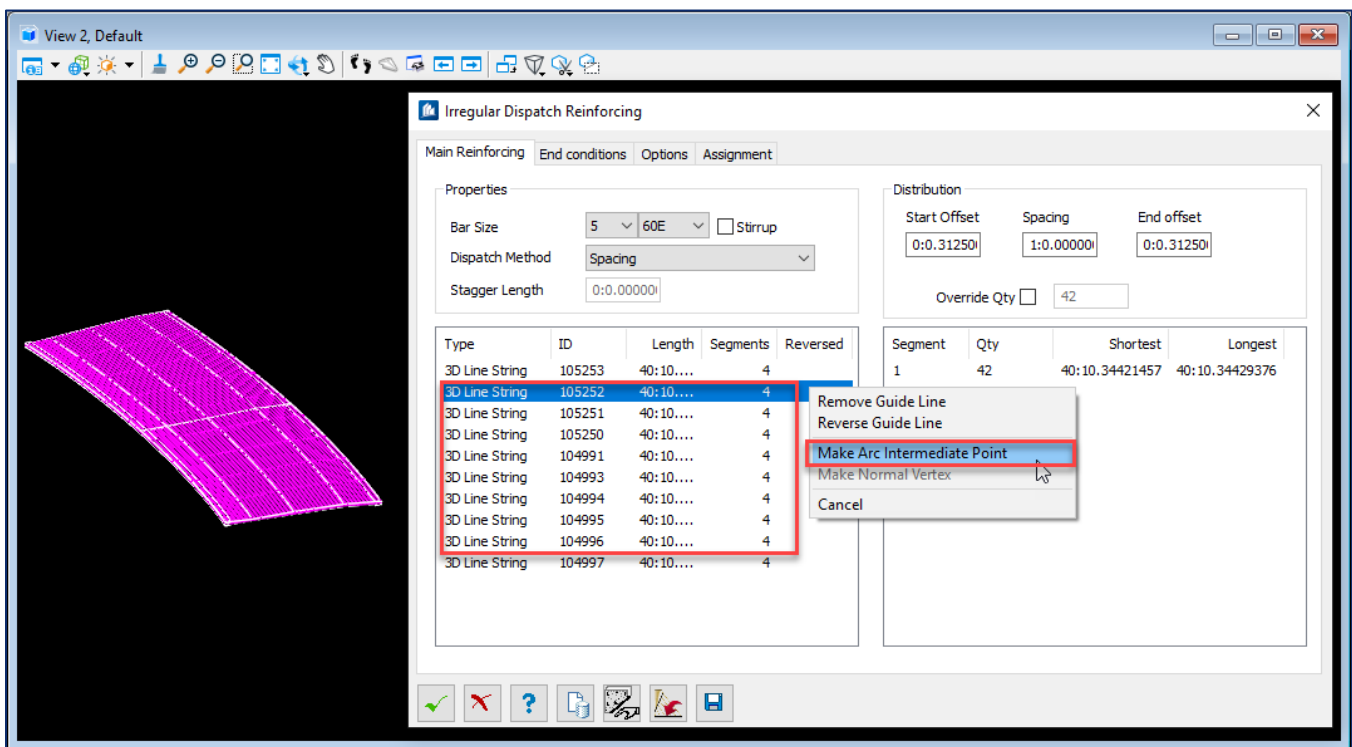 View 2, Default
Irregular Dispatch Reinforcing
Main Reinforcing End conditions Options Assignment
Properties
Bar Size 5 60E Stirrup
Dispatch Method Spacing
Stagger Length 0:0.00000
Distribution
Start Offset Spacing End offset
0:0.31250 1:0.00000 0:0.31250
Override Qty 42
Type ID Length Segments Reversed
3D Line String 105253 40:10.... 4
3D Line String 105252 40:10.... 4
3D Line String 105251 40:10.... 4
3D Line String 105250 40:10.... 4
3D Line String 104991 40:10.... 4
3D Line String 104993 40:10.... 4
3D Line String 104994 40:10.... 4
3D Line String 104995 40:10.... 4
3D Line String 104996 40:10.... 4
3D Line String 104997 40:10.... 4
Segment Qty Shortest Longest
1 42 40:10.34421457 40:10.34429376
Remove Guide Line
Reverse Guide Line
Make Arc Intermediate Point
Make Normal Vertex
Cancel
?